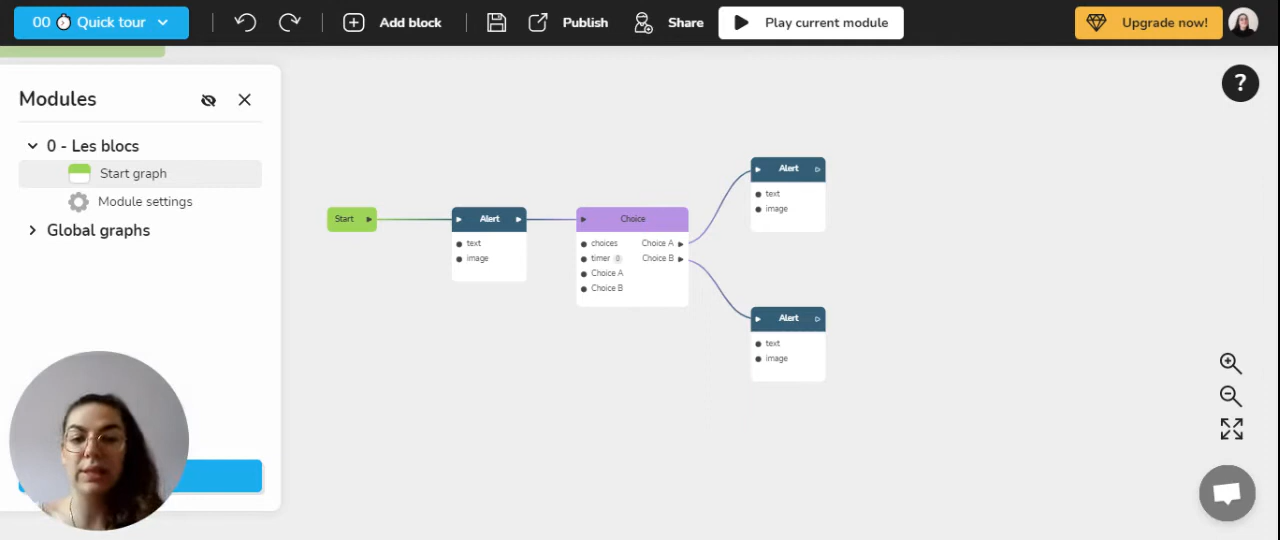 00 ⏱ Quick tour
Add block
Publish
Share
Play current module
Upgrade now!
?
Modules
0 - Les blocs
Start graph
Module settings
Global graphs
Start
Alert
text
image
Choice
choices Choice A
timer 0 Choice B
Choice A
Choice B
Alert
text
image
Alert
text
image